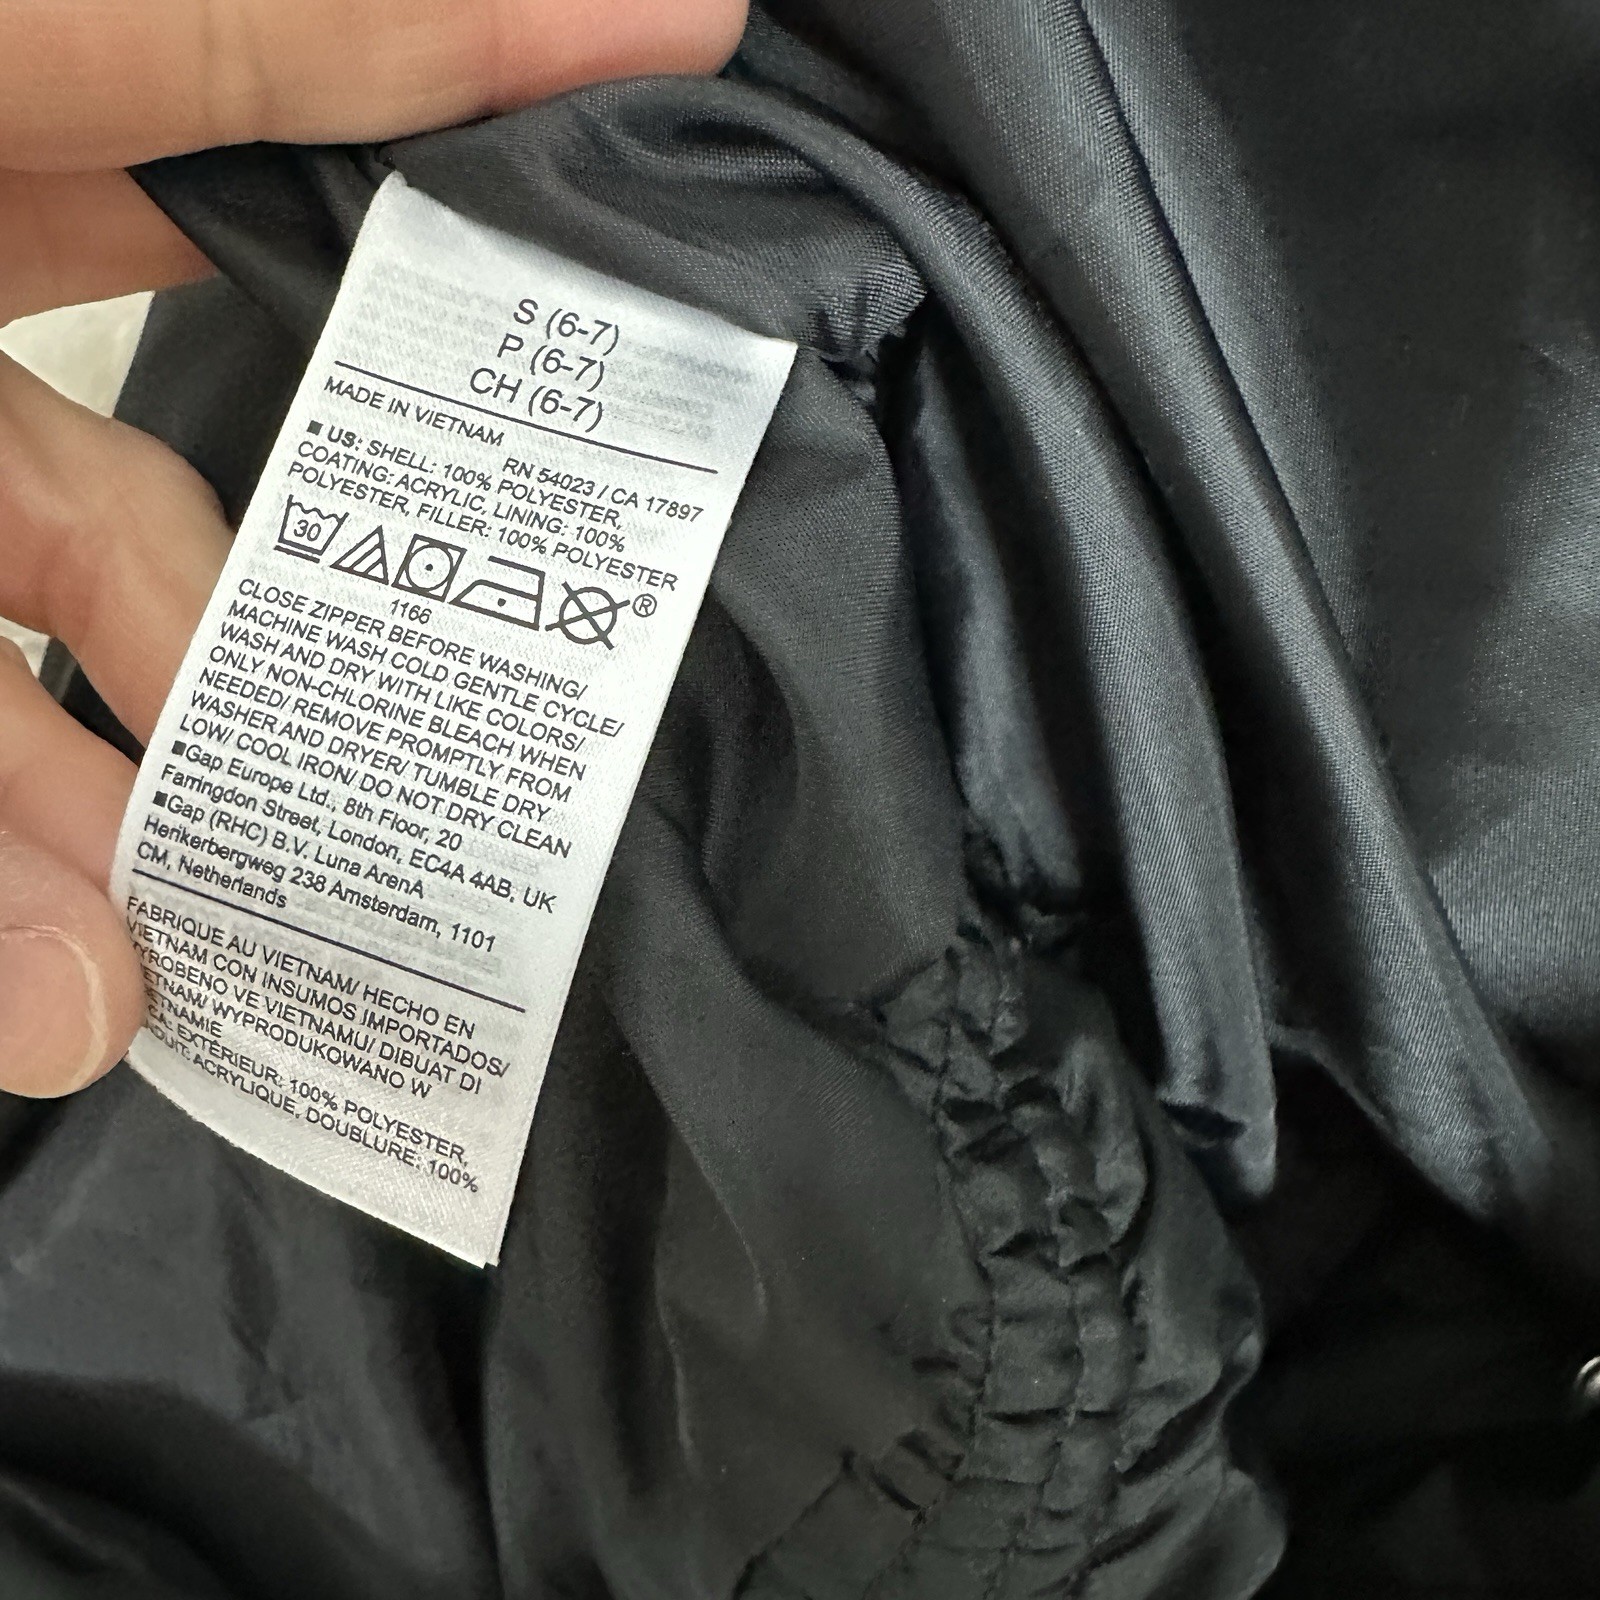 S (6-7)
P (6-7)
CH (6-7)
MADE IN VIETNAM
RN 54023 / CA 17897
■ US: SHELL: 100% POLYESTER,
COATING: ACRYLIC, LINING: 100%
POLYESTER, FILLER: 100% POLYESTER
30
®
1166
CLOSE ZIPPER BEFORE WASHING/
MACHINE WASH COLD GENTLE CYCLE/
WASH AND DRY WITH LIKE COLORS/
ONLY NON-CHLORINE BLEACH WHEN
NEEDED/ REMOVE PROMPTLY FROM
WASHER AND DRYER/ TUMBLE DRY
LOW/ COOL IRON/ DO NOT DRY CLEAN
■Gap Europe Ltd., 8th Floor, 20
Farringdon Street, London, EC4A 4AB, UK
■Gap (RHC) B.V. Luna ArenA
Herikerbergweg 238 Amsterdam, 1101
CM, Netherlands
FABRIQUE AU VIETNAM/ HECHO EN
VIETNAM CON INSUMOS IMPORTADOS/
VE VIETNAMU/ DIBUAT DI
WYPRODUKOWANO W
EXTÉRIEUR: 100% POLYESTER,
ACRYLIQUE, DOUBLURE: 100%